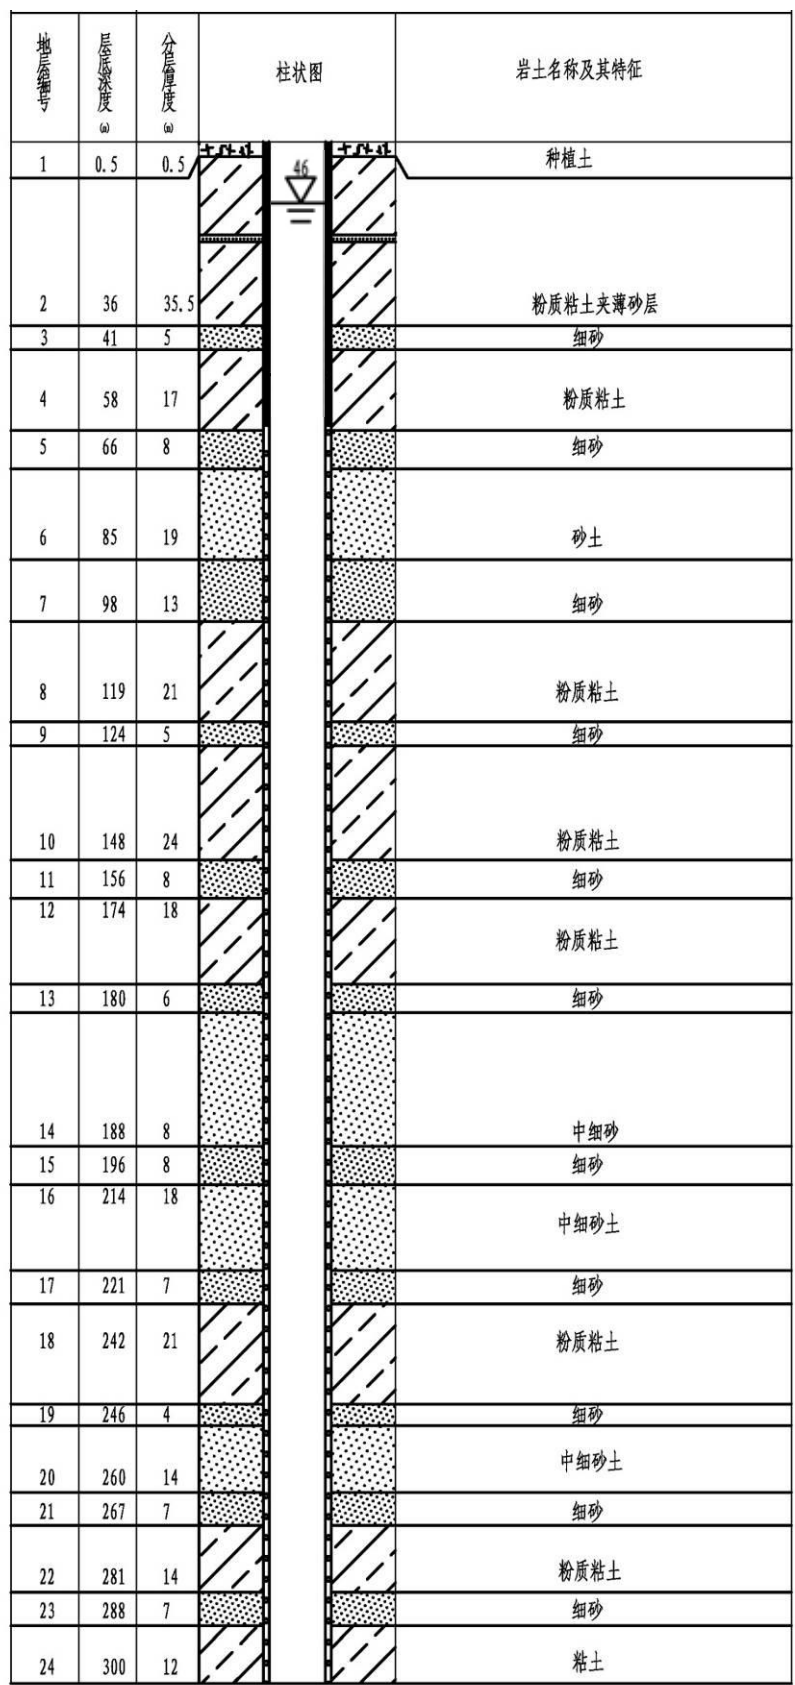 地层编号 层底深度(m) 分层厚度(m) 柱状图 岩土名称及其特征
1 0.5 0.5 种植土
46
2 36 35.5 粉质粘土夹薄砂层
3 41 5 细砂
4 58 17 粉质粘土
5 66 8 细砂
6 85 19 砂土
7 98 13 细砂
8 119 21 粉质粘土
9 124 5 细砂
10 148 24 粉质粘土
11 156 8 细砂
12 174 18 粉质粘土
13 180 6 细砂
14 188 8 中细砂
15 196 8 细砂
16 214 18 中细砂土
17 221 7 细砂
18 242 21 粉质粘土
19 246 4 细砂
20 260 14 中细砂土
21 267 7 细砂
22 281 14 粉质粘土
23 288 7 细砂
24 300 12 粘土